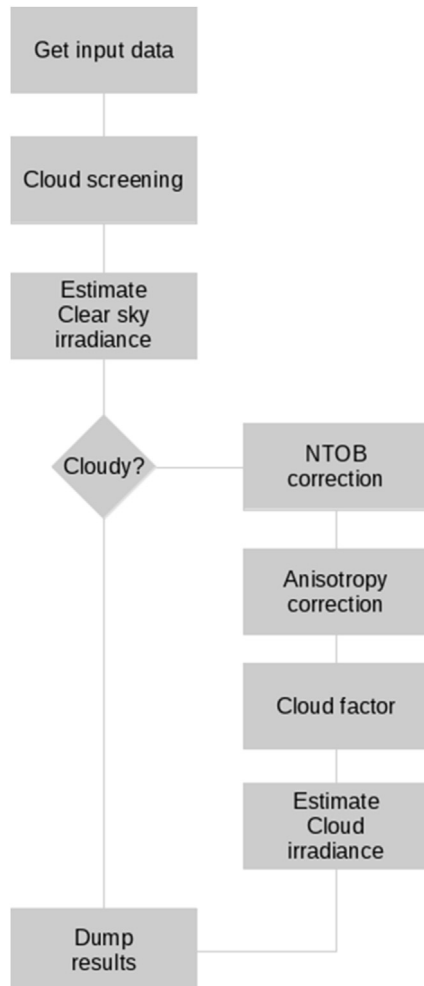 Get input data
Cloud screening
Estimate
Clear sky
irradiance
Cloudy?
NTOB
correction
Anisotropy
correction
Cloud factor
Estimate
Cloud
irradiance
Dump
results